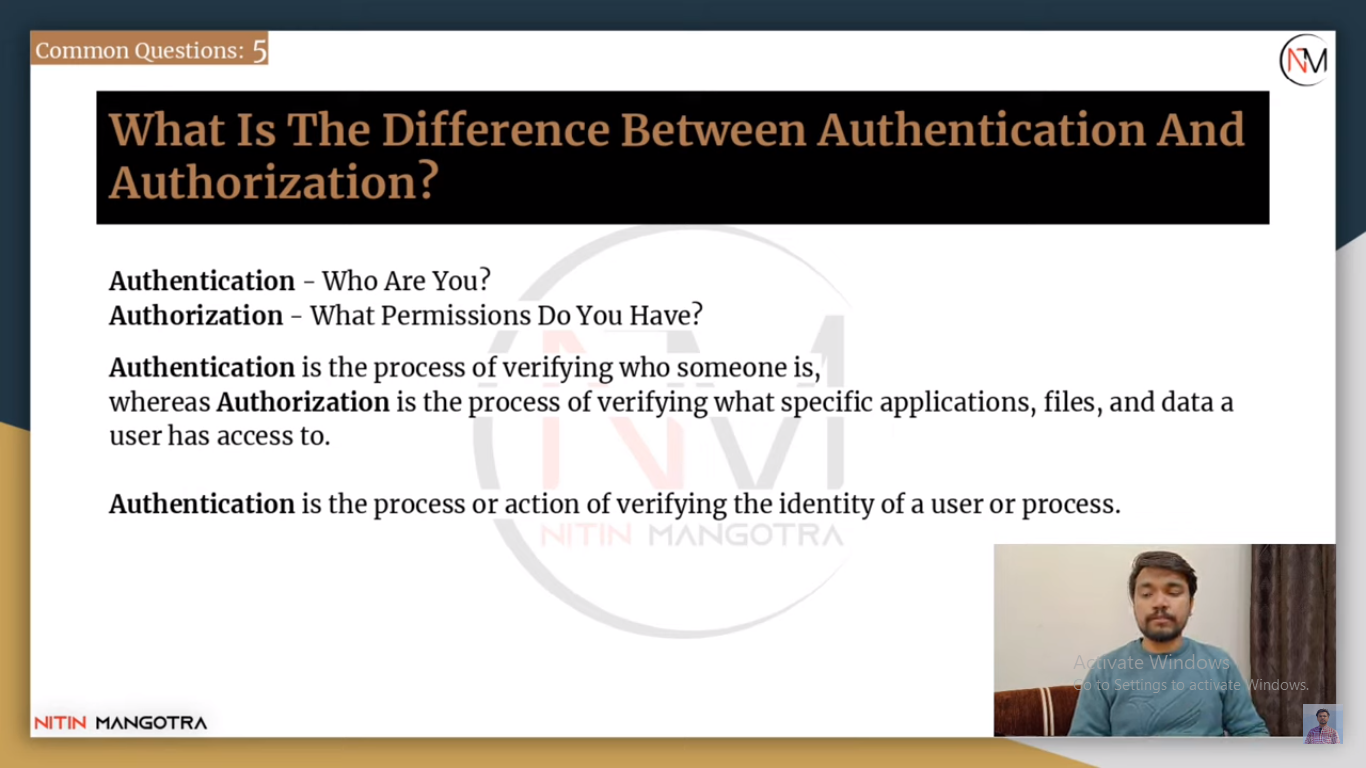 Common Questions: 5
NM
What Is The Difference Between Authentication And
Authorization?
Authentication - Who Are You?
Authorization - What Permissions Do You Have?
Authentication is the process of verifying who someone is,
whereas Authorization is the process of verifying what specific applications, files, and data a
user has access to.
Authentication is the process or action of verifying the identity of a user or process.
NM
NITIN MANGOTRA
Activate Windows
Go to Settings to activate Windows.
NITIN MANGOTRA